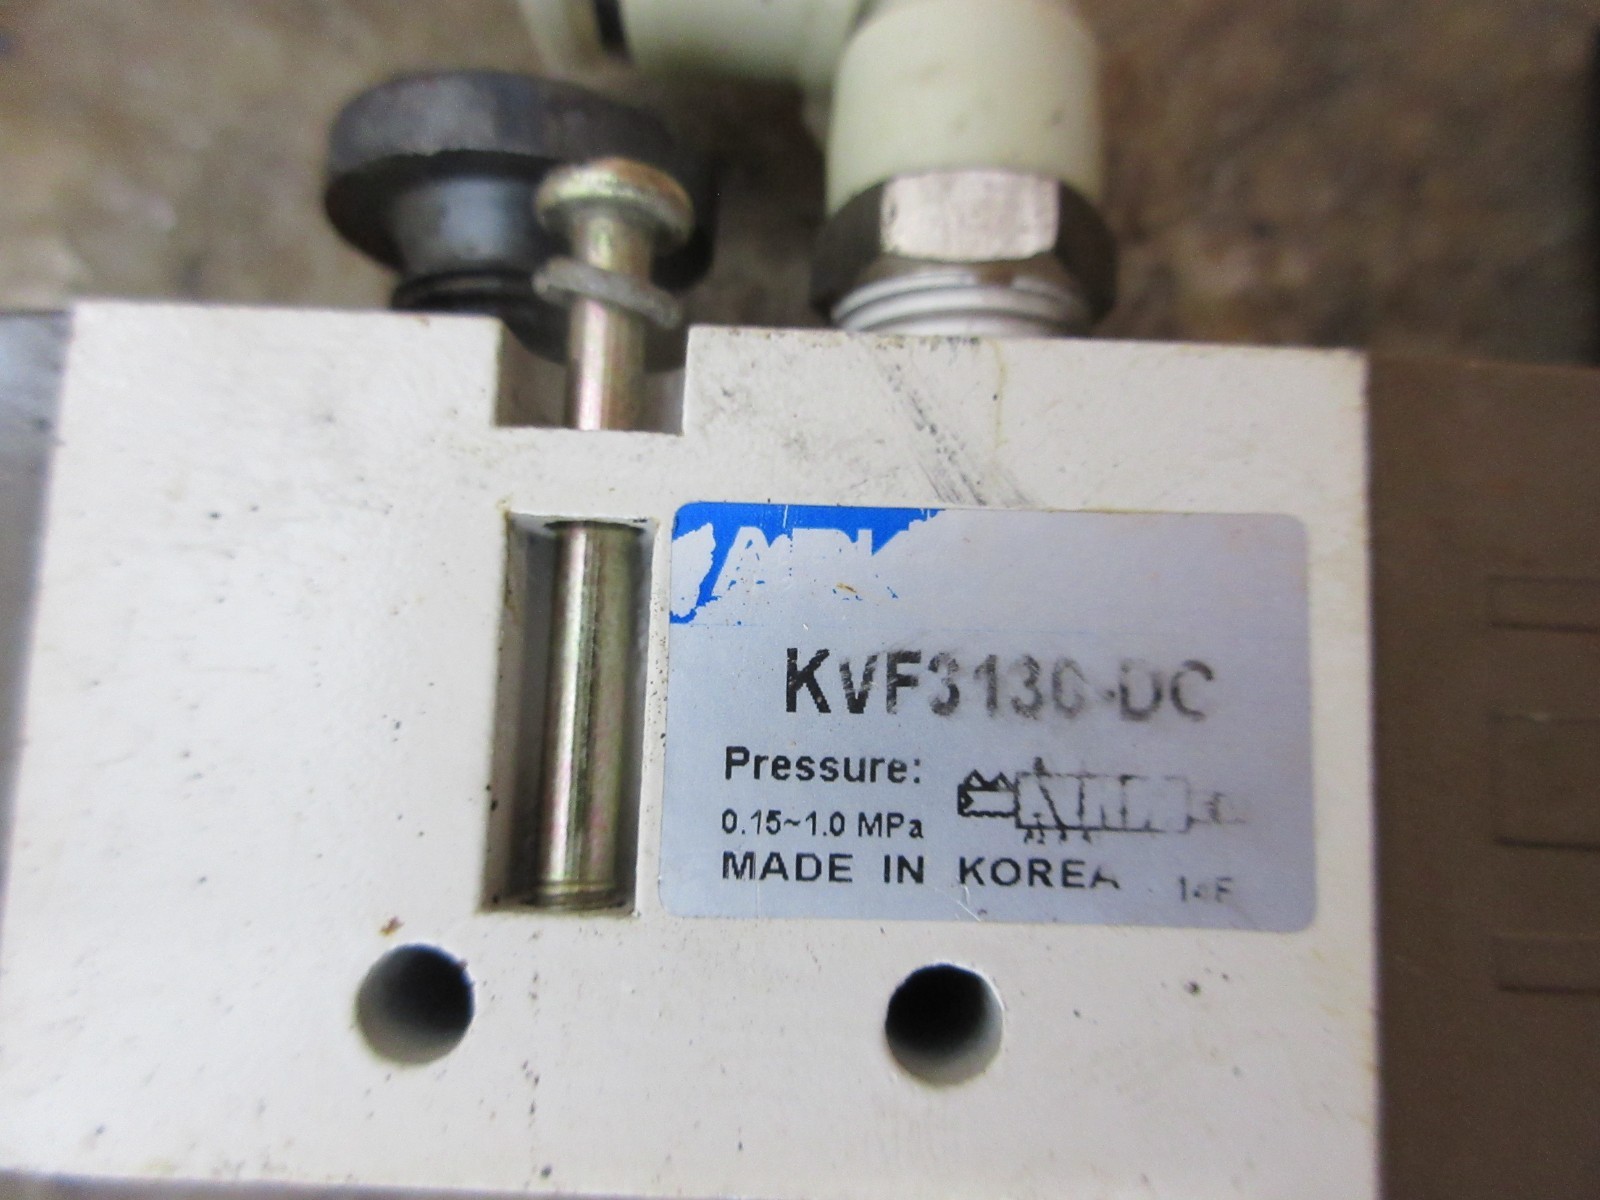 KVF3130-DC
Pressure:
0.15~1.0 MPa
MADE IN KOREA